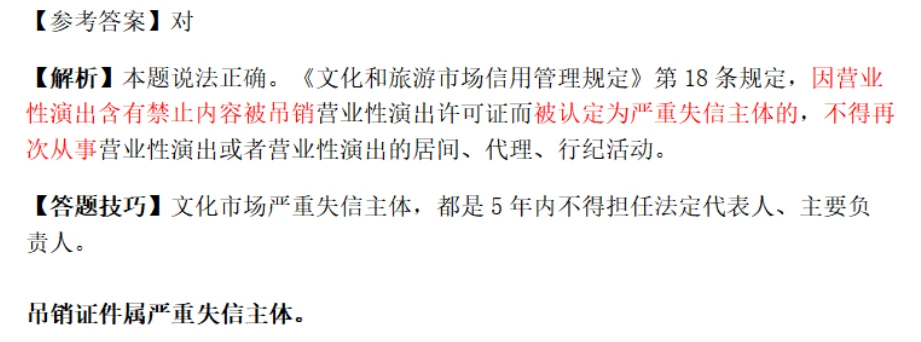 【参考答案】对
【解析】本题说法正确。《文化和旅游市场信用管理规定》第 18 条规定，因营业
性演出含有禁止内容被吊销营业性演出许可证而被认定为严重失信主体的，不得再
次从事营业性演出或者营业性演出的居间、代理、行纪活动。
【答题技巧】文化市场严重失信主体，都是 5 年内不得担任法定代表人、主要负
责人。
吊销证件属严重失信主体。